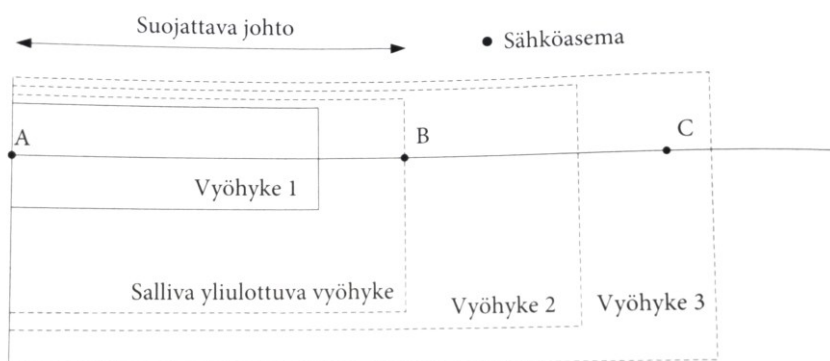 Suojattava johto
Sähköasema
A
B
C
Vyöhyke 1
Salliva yliulottuva vyöhyke
Vyöhyke 2
Vyöhyke 3